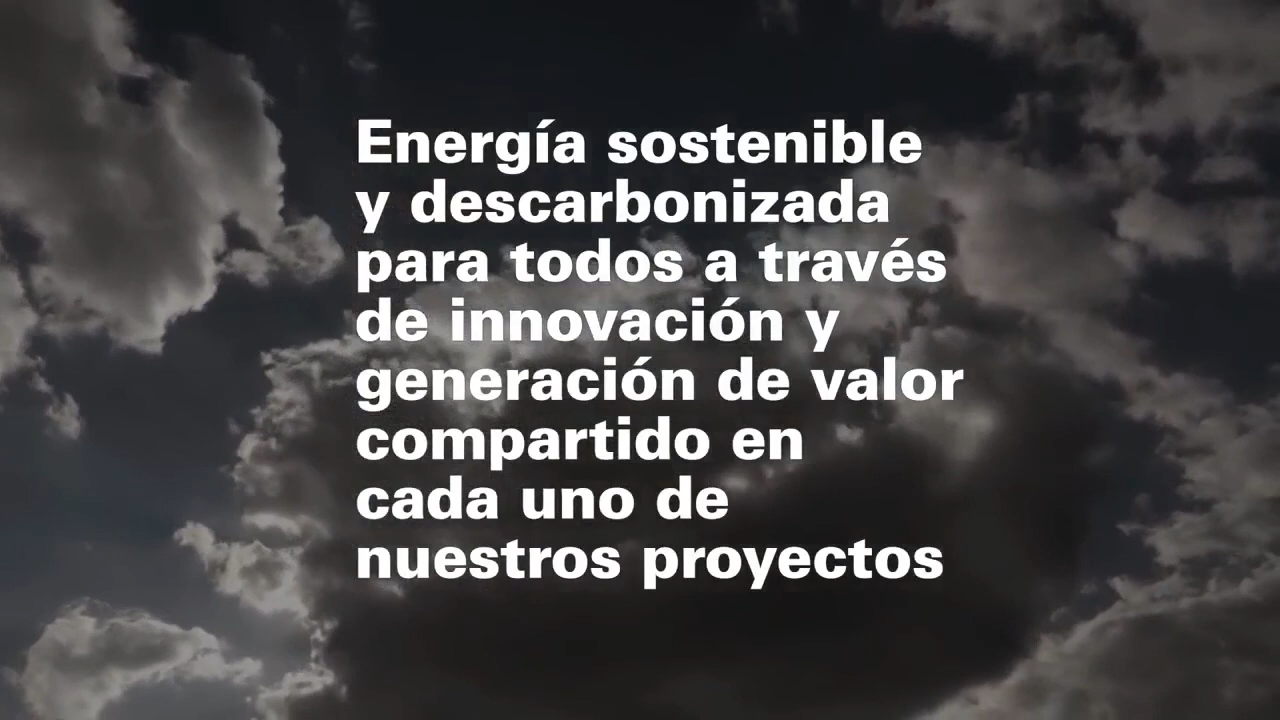 Energía sostenible
y descarbonizada
para todos a través
de innovación y
generación de valor
compartido en
cada uno de
nuestros proyectos